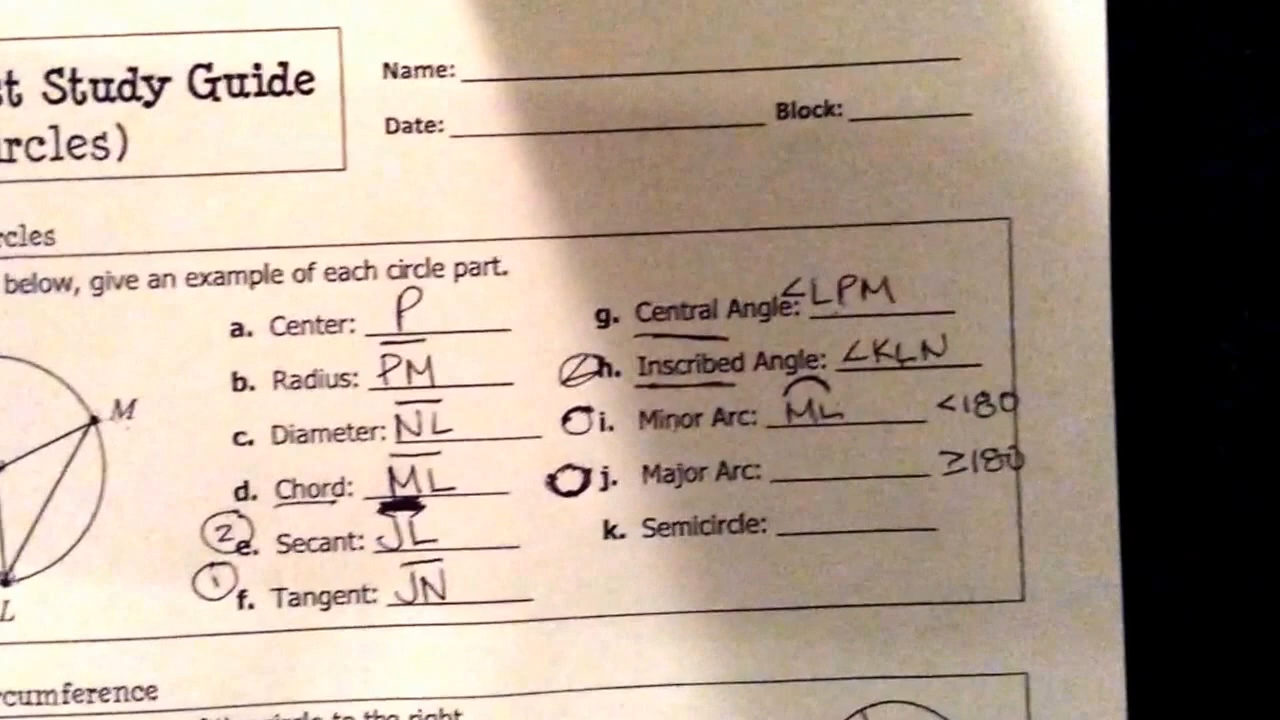 st Study Guide
ircles)
Name:
Date: Block:
rcles
below, give an example of each circle part.
a. Center: P
b. Radius: PM
c. Diameter: NL
d. Chord: ML
2 e. Secant: JL
1 f. Tangent: JN
g. Central Angle: ∠LPM
h. Inscribed Angle: ∠KLN
i. Minor Arc: ML <180
j. Major Arc: ≥180
k. Semicircle:
M
L
rcumference